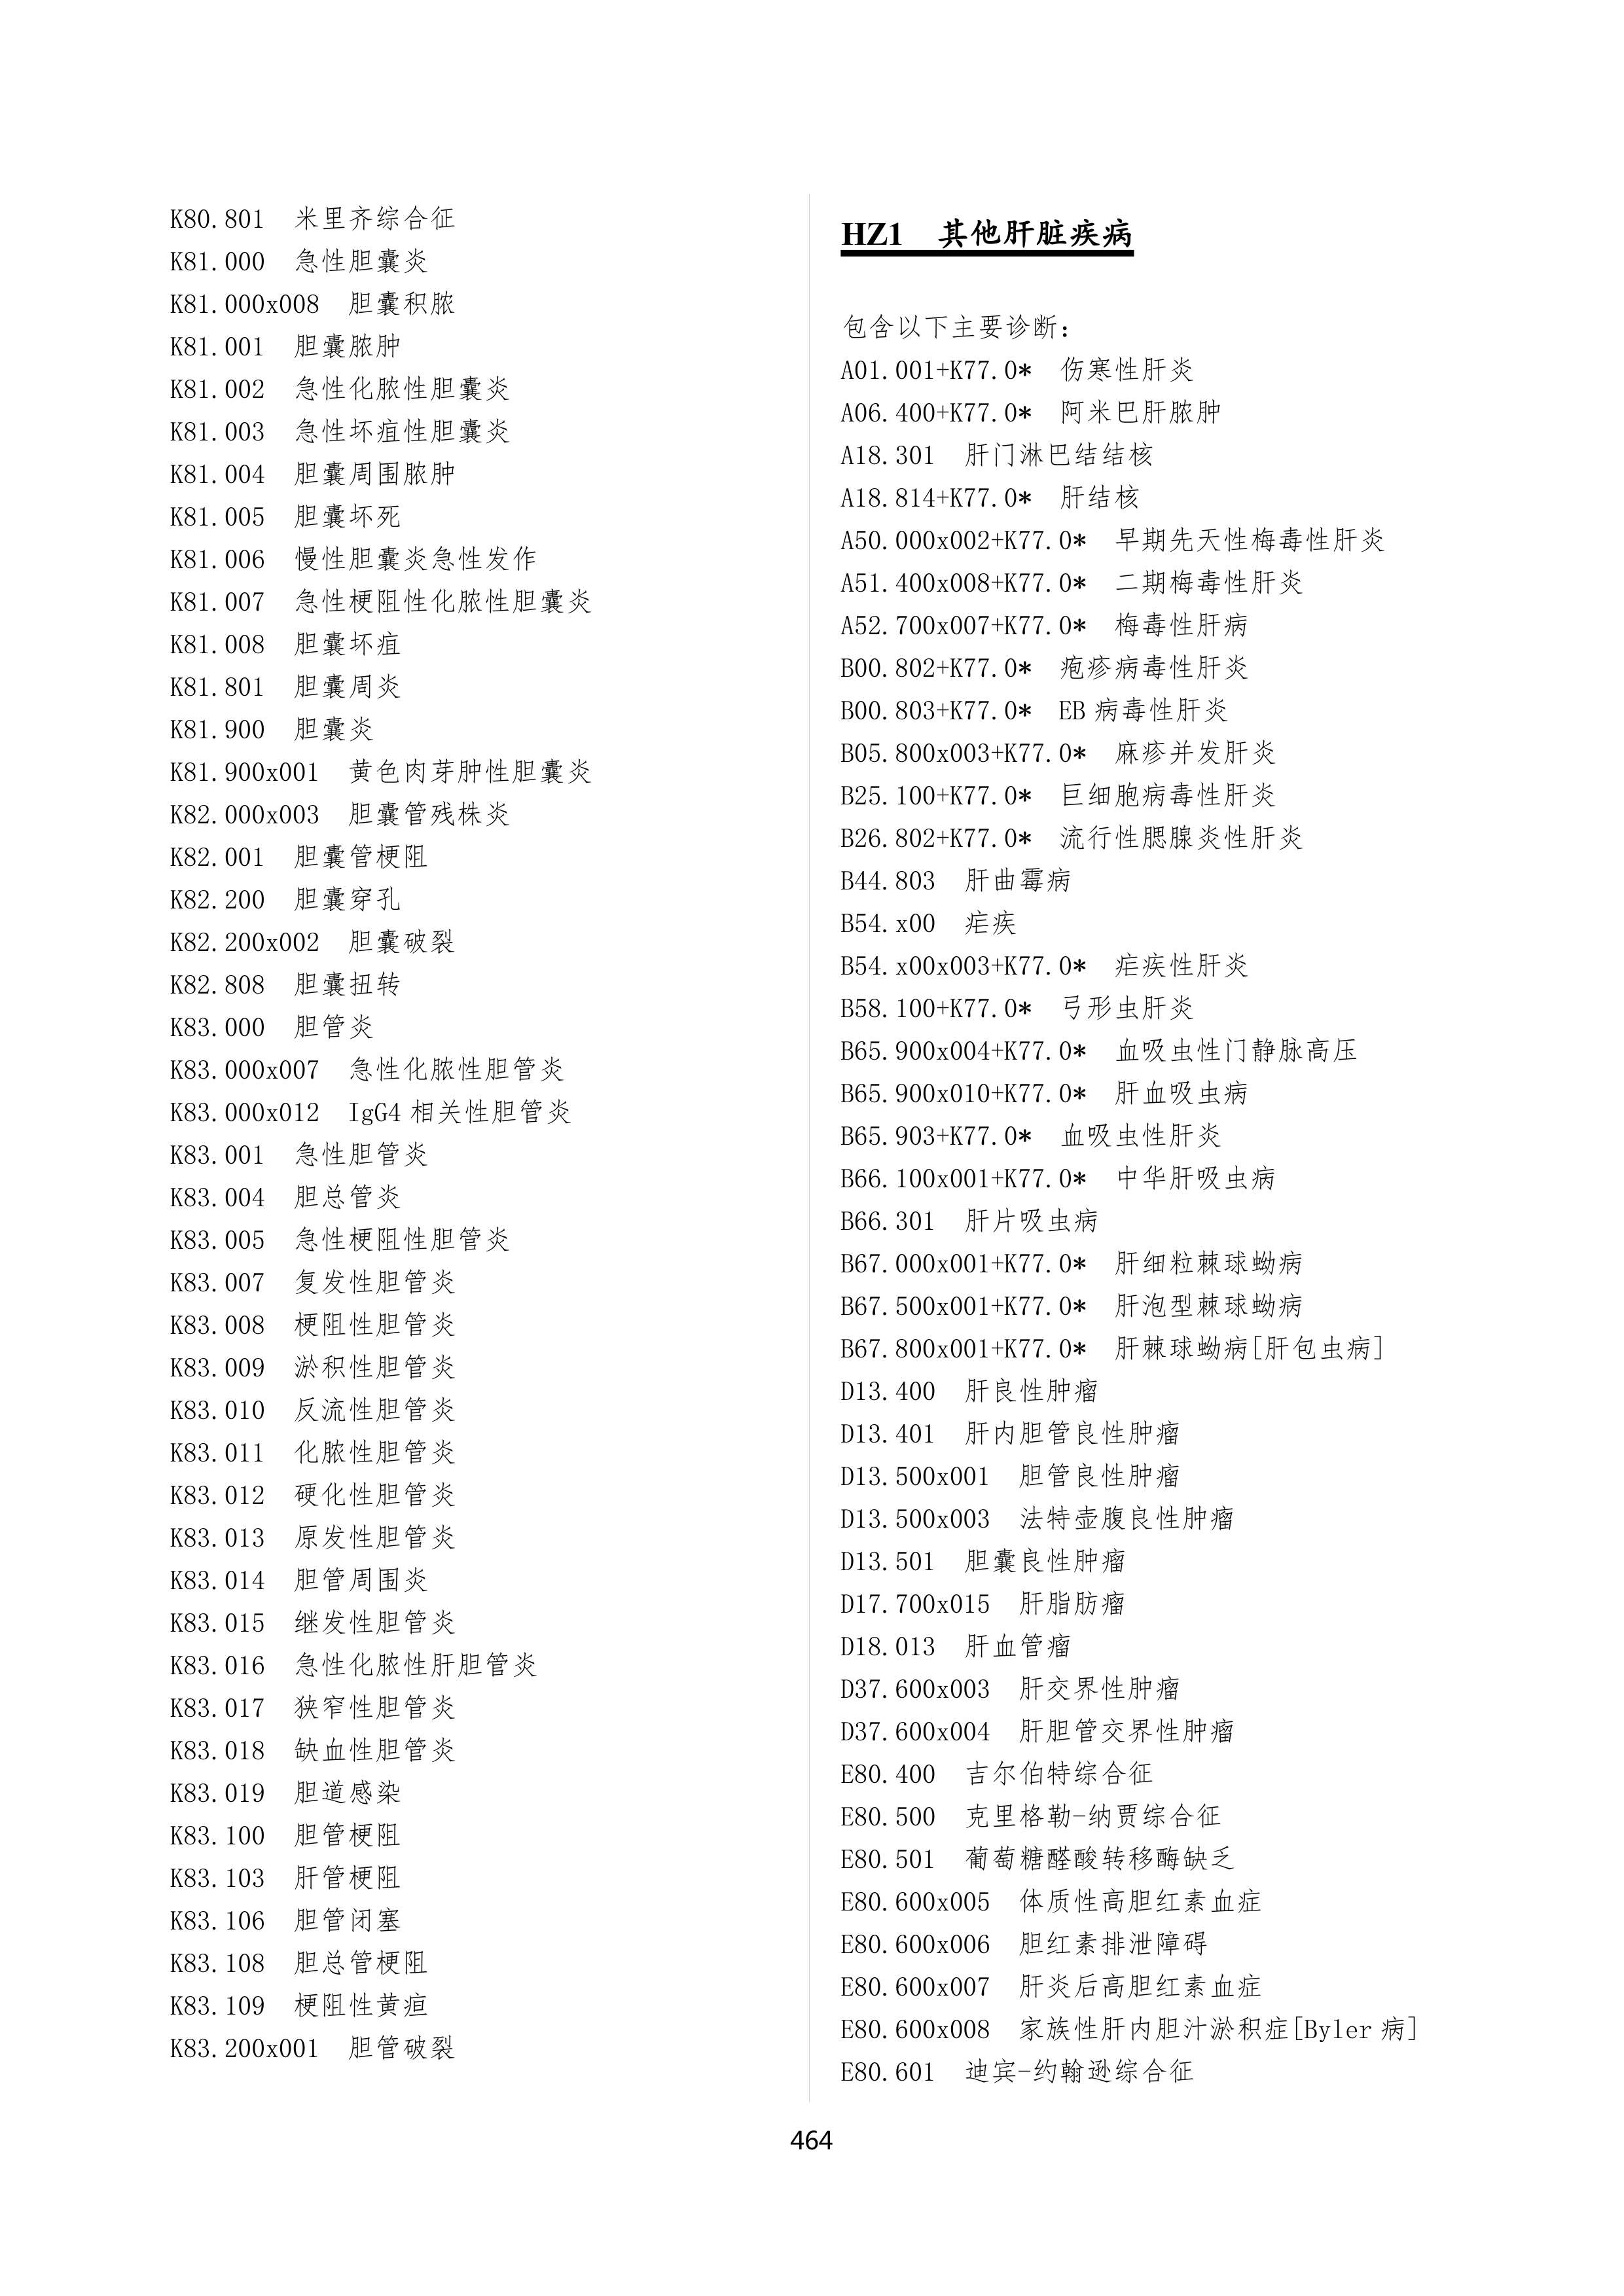 K80.801 米里齐综合征
K81.000 急性胆囊炎
K81.000x008 胆囊积脓
K81.001 胆囊脓肿
K81.002 急性化脓性胆囊炎
K81.003 急性坏疽性胆囊炎
K81.004 胆囊周围脓肿
K81.005 胆囊坏死
K81.006 慢性胆囊炎急性发作
K81.007 急性梗阻性化脓性胆囊炎
K81.008 胆囊坏疽
K81.801 胆囊周炎
K81.900 胆囊炎
K81.900x001 黄色肉芽肿性胆囊炎
K82.000x003 胆囊管残株炎
K82.001 胆囊管梗阻
K82.200 胆囊穿孔
K82.200x002 胆囊破裂
K82.808 胆囊扭转
K83.000 胆管炎
K83.000x007 急性化脓性胆管炎
K83.000x012 IgG4 相关性胆管炎
K83.001 急性胆管炎
K83.004 胆总管炎
K83.005 急性梗阻性胆管炎
K83.007 复发性胆管炎
K83.008 梗阻性胆管炎
K83.009 淤积性胆管炎
K83.010 反流性胆管炎
K83.011 化脓性胆管炎
K83.012 硬化性胆管炎
K83.013 原发性胆管炎
K83.014 胆管周围炎
K83.015 继发性胆管炎
K83.016 急性化脓性肝胆管炎
K83.017 狭窄性胆管炎
K83.018 缺血性胆管炎
K83.019 胆道感染
K83.100 胆管梗阻
K83.103 肝管梗阻
K83.106 胆管闭塞
K83.108 胆总管梗阻
K83.109 梗阻性黄疸
K83.200x001 胆管破裂
HZ1 其他肝脏疾病
包含以下主要诊断：
A01.001+K77.0* 伤寒性肝炎
A06.400+K77.0* 阿米巴肝脓肿
A18.301 肝门淋巴结结核
A18.814+K77.0* 肝结核
A50.000x002+K77.0* 早期先天性梅毒性肝炎
A51.400x008+K77.0* 二期梅毒性肝炎
A52.700x007+K77.0* 梅毒性肝病
B00.802+K77.0* 疱疹病毒性肝炎
B00.803+K77.0* EB 病毒性肝炎
B05.800x003+K77.0* 麻疹并发肝炎
B25.100+K77.0* 巨细胞病毒性肝炎
B26.802+K77.0* 流行性腮腺炎性肝炎
B44.803 肝曲霉病
B54.x00 疟疾
B54.x00x003+K77.0* 疟疾性肝炎
B58.100+K77.0* 弓形虫肝炎
B65.900x004+K77.0* 血吸虫性门静脉高压
B65.900x010+K77.0* 肝血吸虫病
B65.903+K77.0* 血吸虫性肝炎
B66.100x001+K77.0* 中华肝吸虫病
B66.301 肝片吸虫病
B67.000x001+K77.0* 肝细粒棘球蚴病
B67.500x001+K77.0* 肝泡型棘球蚴病
B67.800x001+K77.0* 肝棘球蚴病[肝包虫病]
D13.400 肝良性肿瘤
D13.401 肝内胆管良性肿瘤
D13.500x001 胆管良性肿瘤
D13.500x003 法特壶腹良性肿瘤
D13.501 胆囊良性肿瘤
D17.700x015 肝脂肪瘤
D18.013 肝血管瘤
D37.600x003 肝交界性肿瘤
D37.600x004 肝胆管交界性肿瘤
E80.400 吉尔伯特综合征
E80.500 克里格勒-纳贾综合征
E80.501 葡萄糖醛酸转移酶缺乏
E80.600x005 体质性高胆红素血症
E80.600x006 胆红素排泄障碍
E80.600x007 肝炎后高胆红素血症
E80.600x008 家族性肝内胆汁淤积症[Byler 病]
E80.601 迪宾-约翰逊综合征
464